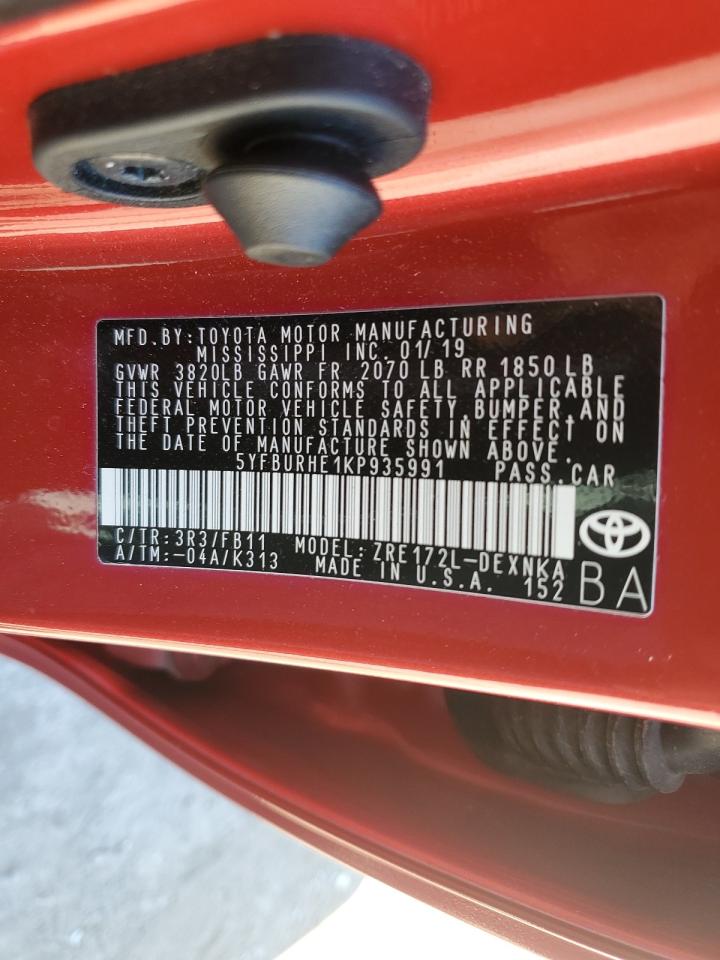 MFD. BY: TOYOTA MOTOR MANUFACTURING
MISSISSIPPI INC. 01/19
GVWR 3820LB GAWR FR 2070 LB RR 1850 LB
THIS VEHICLE CONFORMS TO ALL APPLICABLE
FEDERAL MOTOR VEHICLE SAFETY, BUMPER, AND
THEFT PREVENTION STANDARDS IN EFFECT ON
THE DATE OF MANUFACTURE SHOWN ABOVE.
5YFBURHE1KP935991 PASS. CAR
C/TR: 3R3/FB11 MODEL: ZRE172L-DEXNKA
A/TM: -04A/K313 MADE IN U.S.A. 152
BA